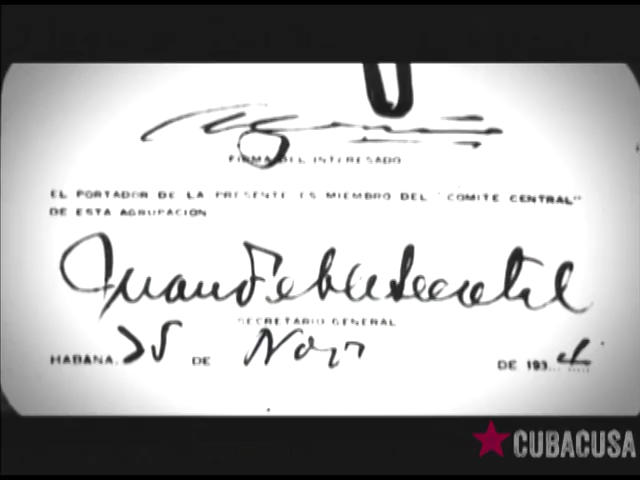 FIRMA DEL INTERESADO
EL PORTADOR DE LA PRESENTE ES MIEMBRO DEL "COMITE CENTRAL"
DE ESTA AGRUPACION
SECRETARIO GENERAL
HABANA. 25 DE Nov DE 193
CUBACUSA